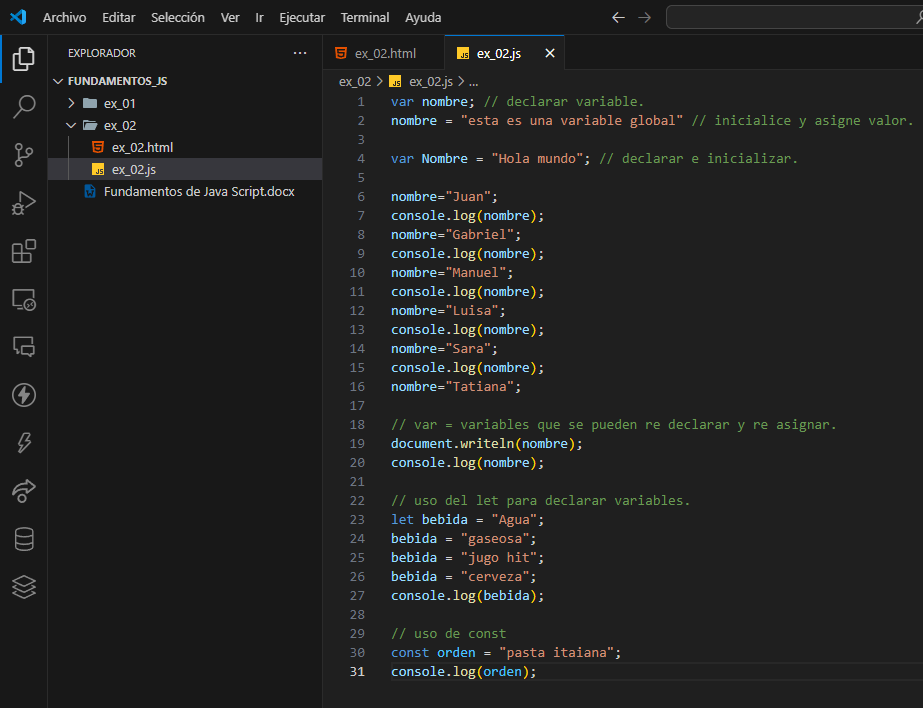 Archivo Editar Selección Ver Ir Ejecutar Terminal Ayuda
EXPLORADOR
FUNDAMENTOS_JS
ex_01
ex_02
ex_02.html
ex_02.js
Fundamentos de Java Script.docx
ex_02.html JS ex_02.js
ex_02 > JS ex_02.js > ...
1 var nombre; // declarar variable.
2 nombre = "esta es una variable global" // inicialice y asigne valor.
3
4 var Nombre = "Hola mundo"; // declarar e inicializar.
5
6 nombre="Juan";
7 console.log(nombre);
8 nombre="Gabriel";
9 console.log(nombre);
10 nombre="Manuel";
11 console.log(nombre);
12 nombre="Luisa";
13 console.log(nombre);
14 nombre="Sara";
15 console.log(nombre);
16 nombre="Tatiana";
17
18 // var = variables que se pueden re declarar y re asignar.
19 document.writeln(nombre);
20 console.log(nombre);
21
22 // uso del let para declarar variables.
23 let bebida = "Agua";
24 bebida = "gaseosa";
25 bebida = "jugo hit";
26 bebida = "cerveza";
27 console.log(bebida);
28
29 // uso de const
30 const orden = "pasta itaiana";
31 console.log(orden);